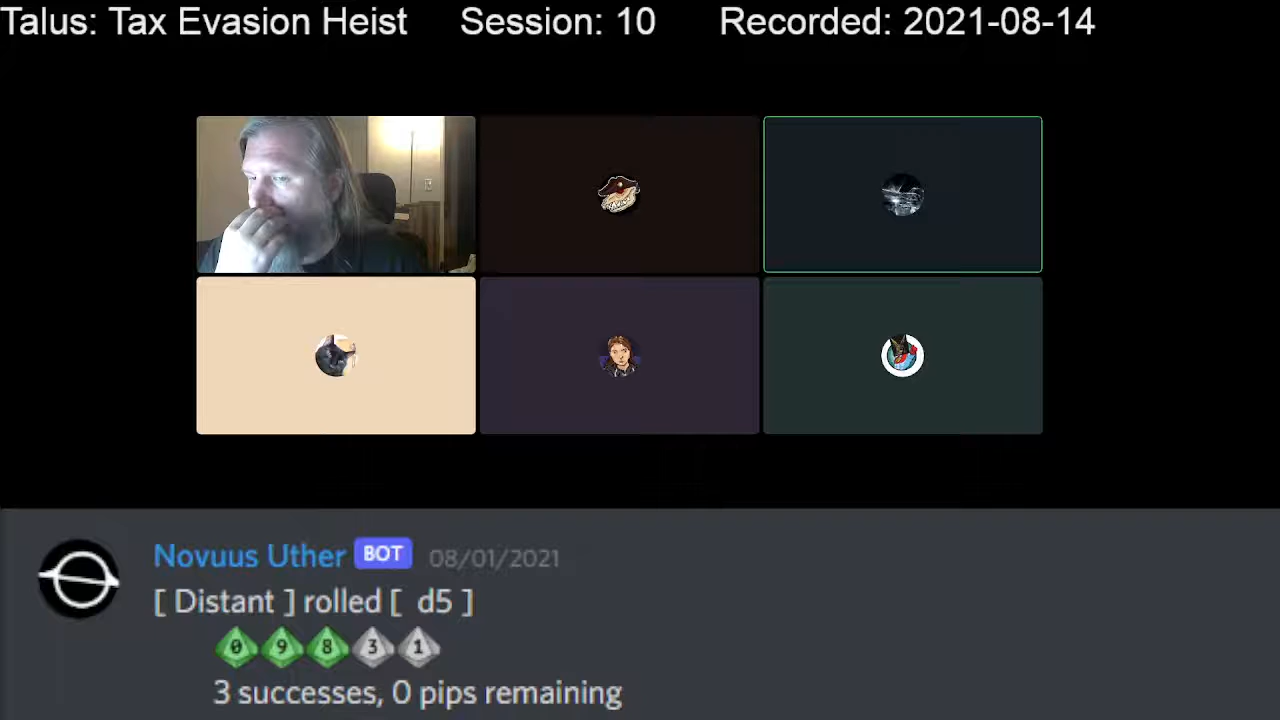 Talus: Tax Evasion Heist Session: 10 Recorded: 2021-08-14
Novuus Uther BOT 08/01/2021
[ Distant ] rolled [ d5 ]
0 9 8 3 1
3 successes, 0 pips remaining